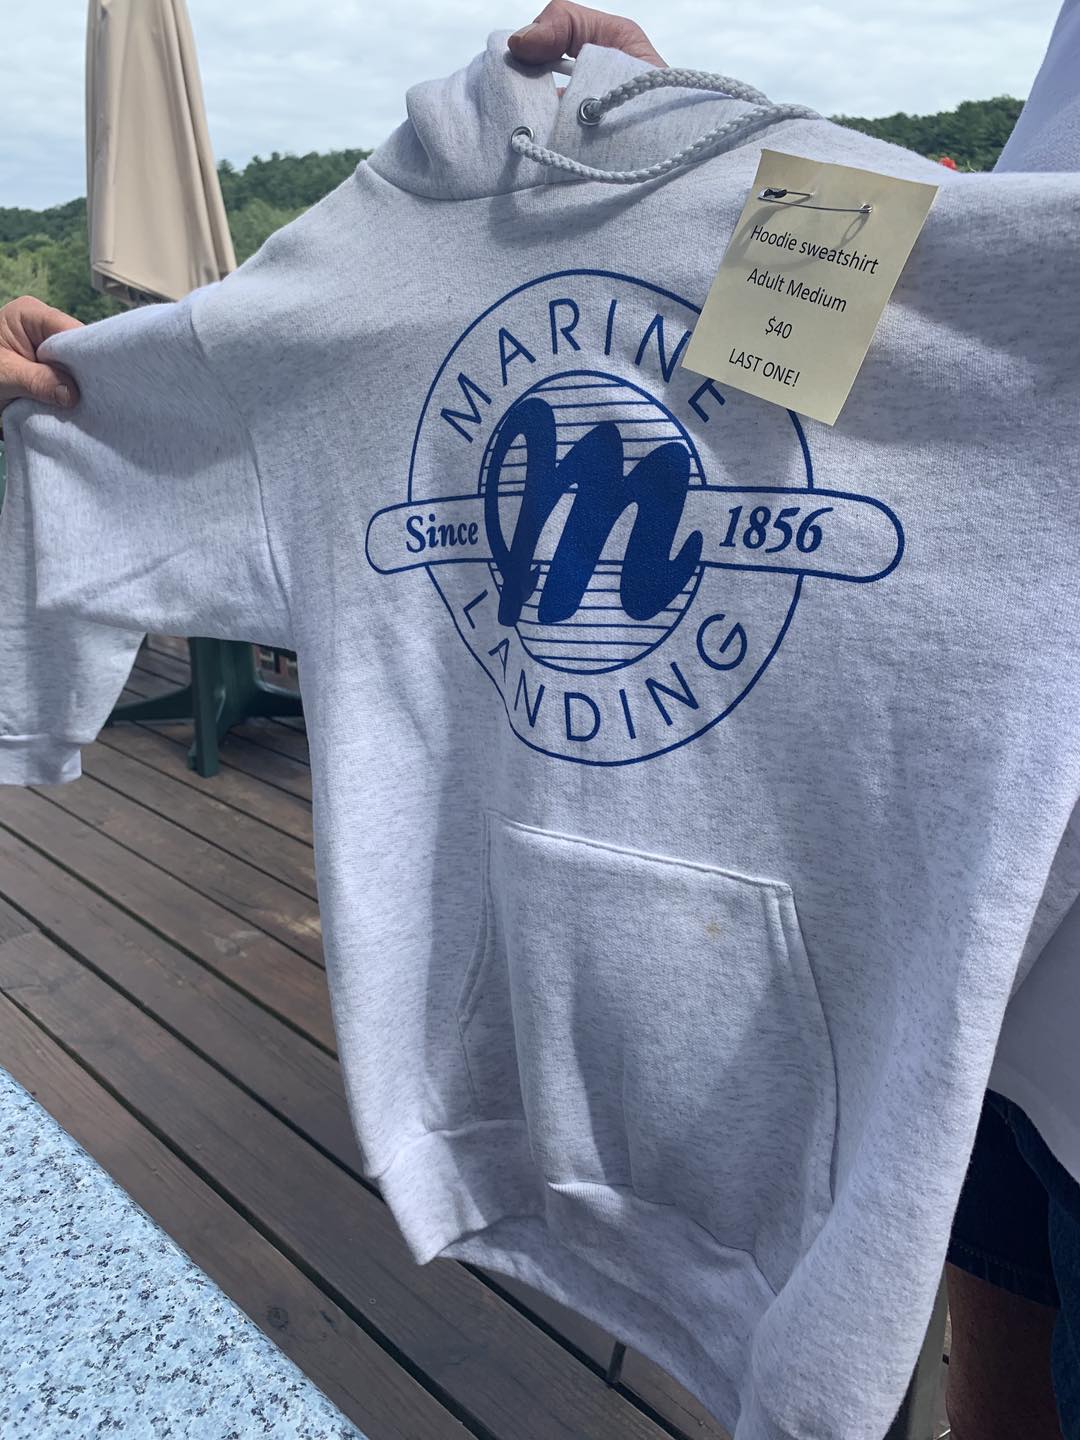 Hoodie sweatshirt
Adult Medium
$40
LAST ONE!
MARINE
m
Since 1856
LANDING